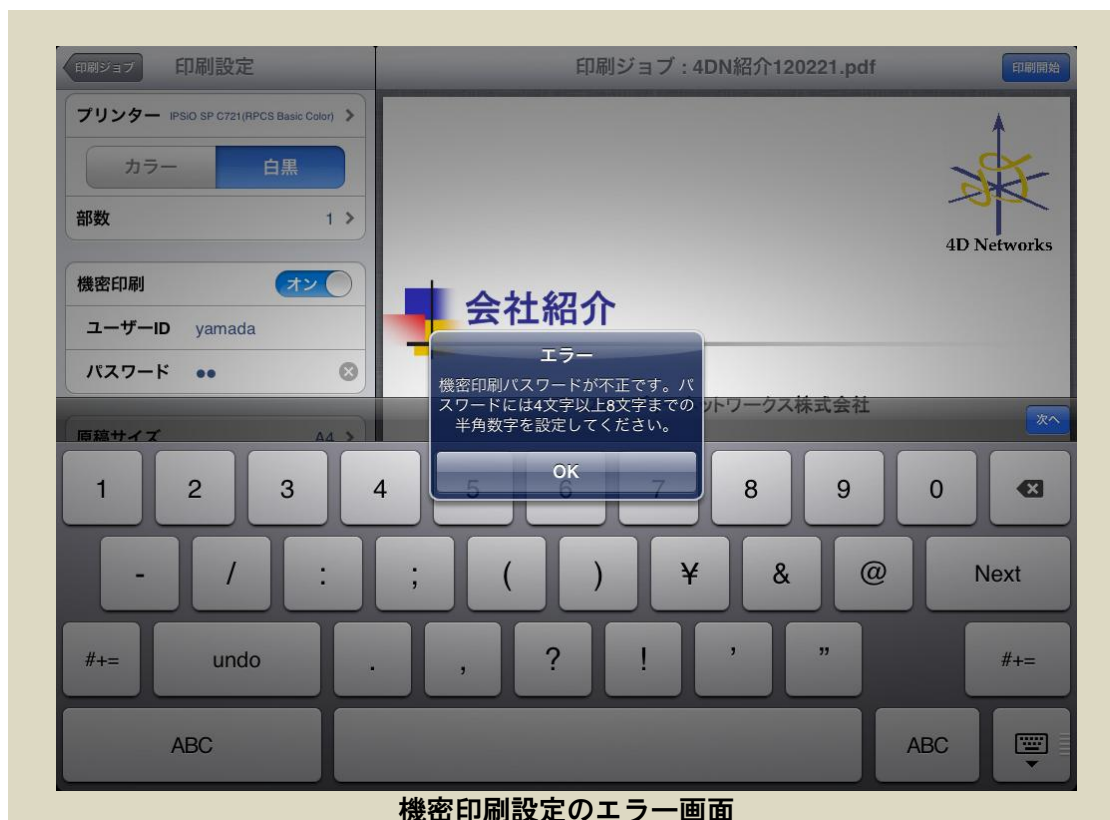 印刷ジョブ
印刷設定
印刷ジョブ : 4DN紹介120221.pdf
印刷開始
プリンター IPSiO SP C721(RPCS Basic Color)
カラー 白黒
部数 1
4D Networks
機密印刷 オン
ユーザーID yamada
パスワード ●●
会社紹介
エラー
機密印刷パスワードが不正です。パ
スワードには4文字以上8文字までの
半角数字を設定してください。
ットワークス株式会社
次へ
原稿サイズ A4
OK
1 2 3 4 5 6 7 8 9 0
- / : ; ( ) ¥ & @ Next
#+= undo . , ? ! ’ ” #+=
ABC ABC
機密印刷設定のエラー画面